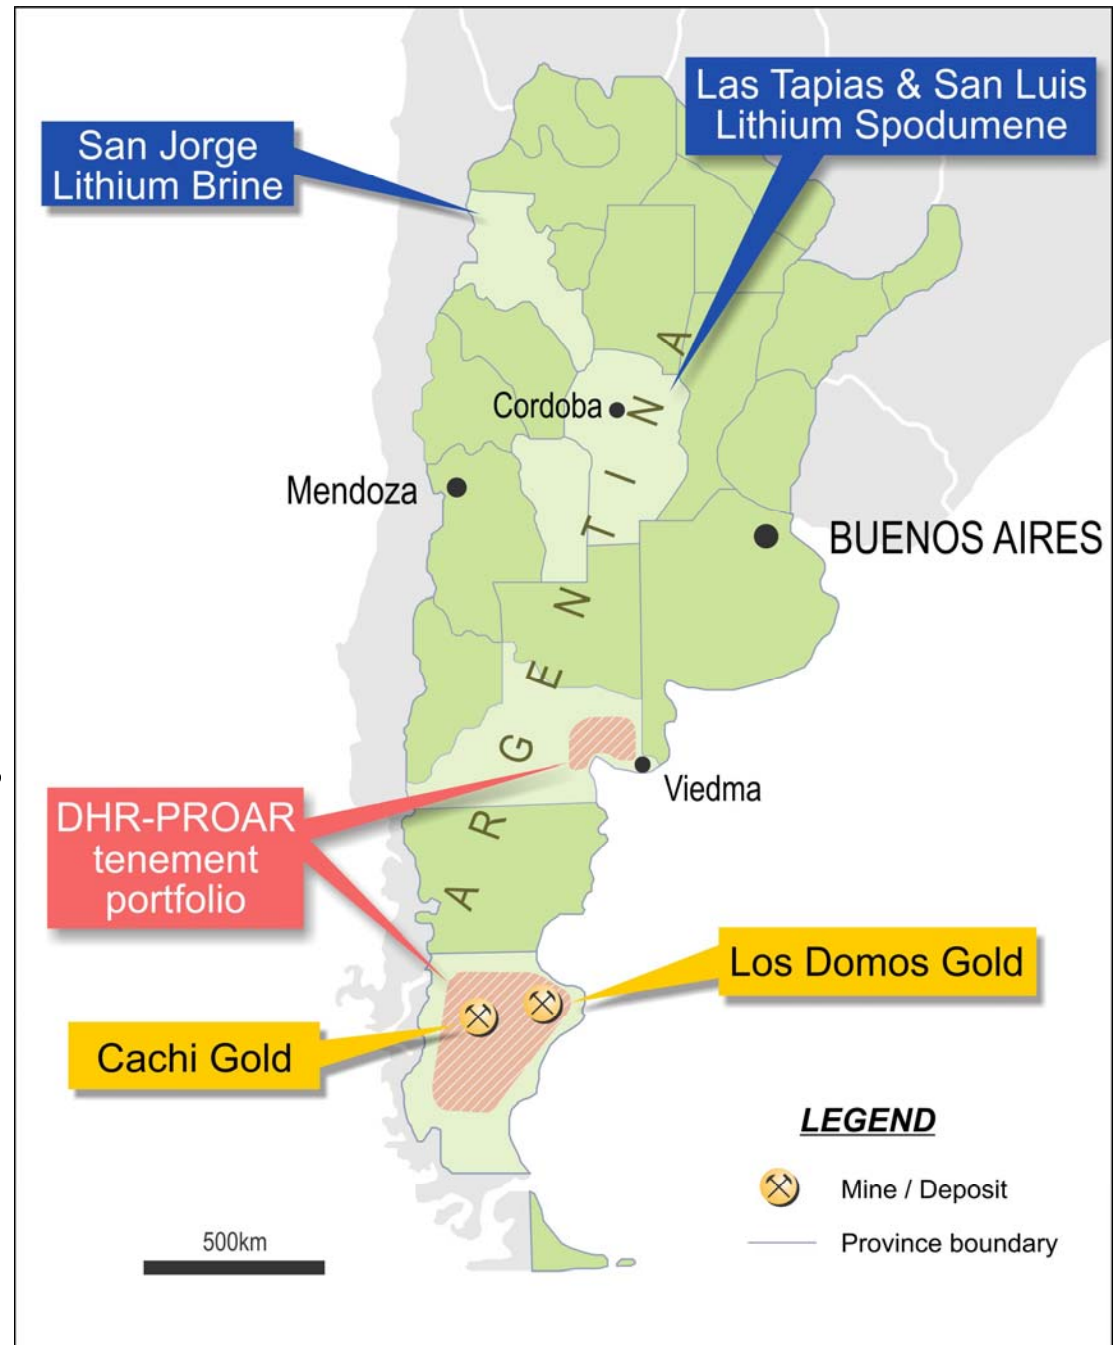 Las Tapias & San Luis
Lithium Spodumene
San Jorge
Lithium Brine
Cordoba
Mendoza
BUENOS AIRES
ARGENTINA
Viedma
DHR-PROAR
tenement
portfolio
Los Domos Gold
Cachi Gold
LEGEND
Mine / Deposit
Province boundary
500km